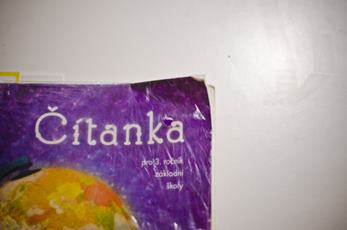 Čítanka
pro 3. ročník
základní
školy